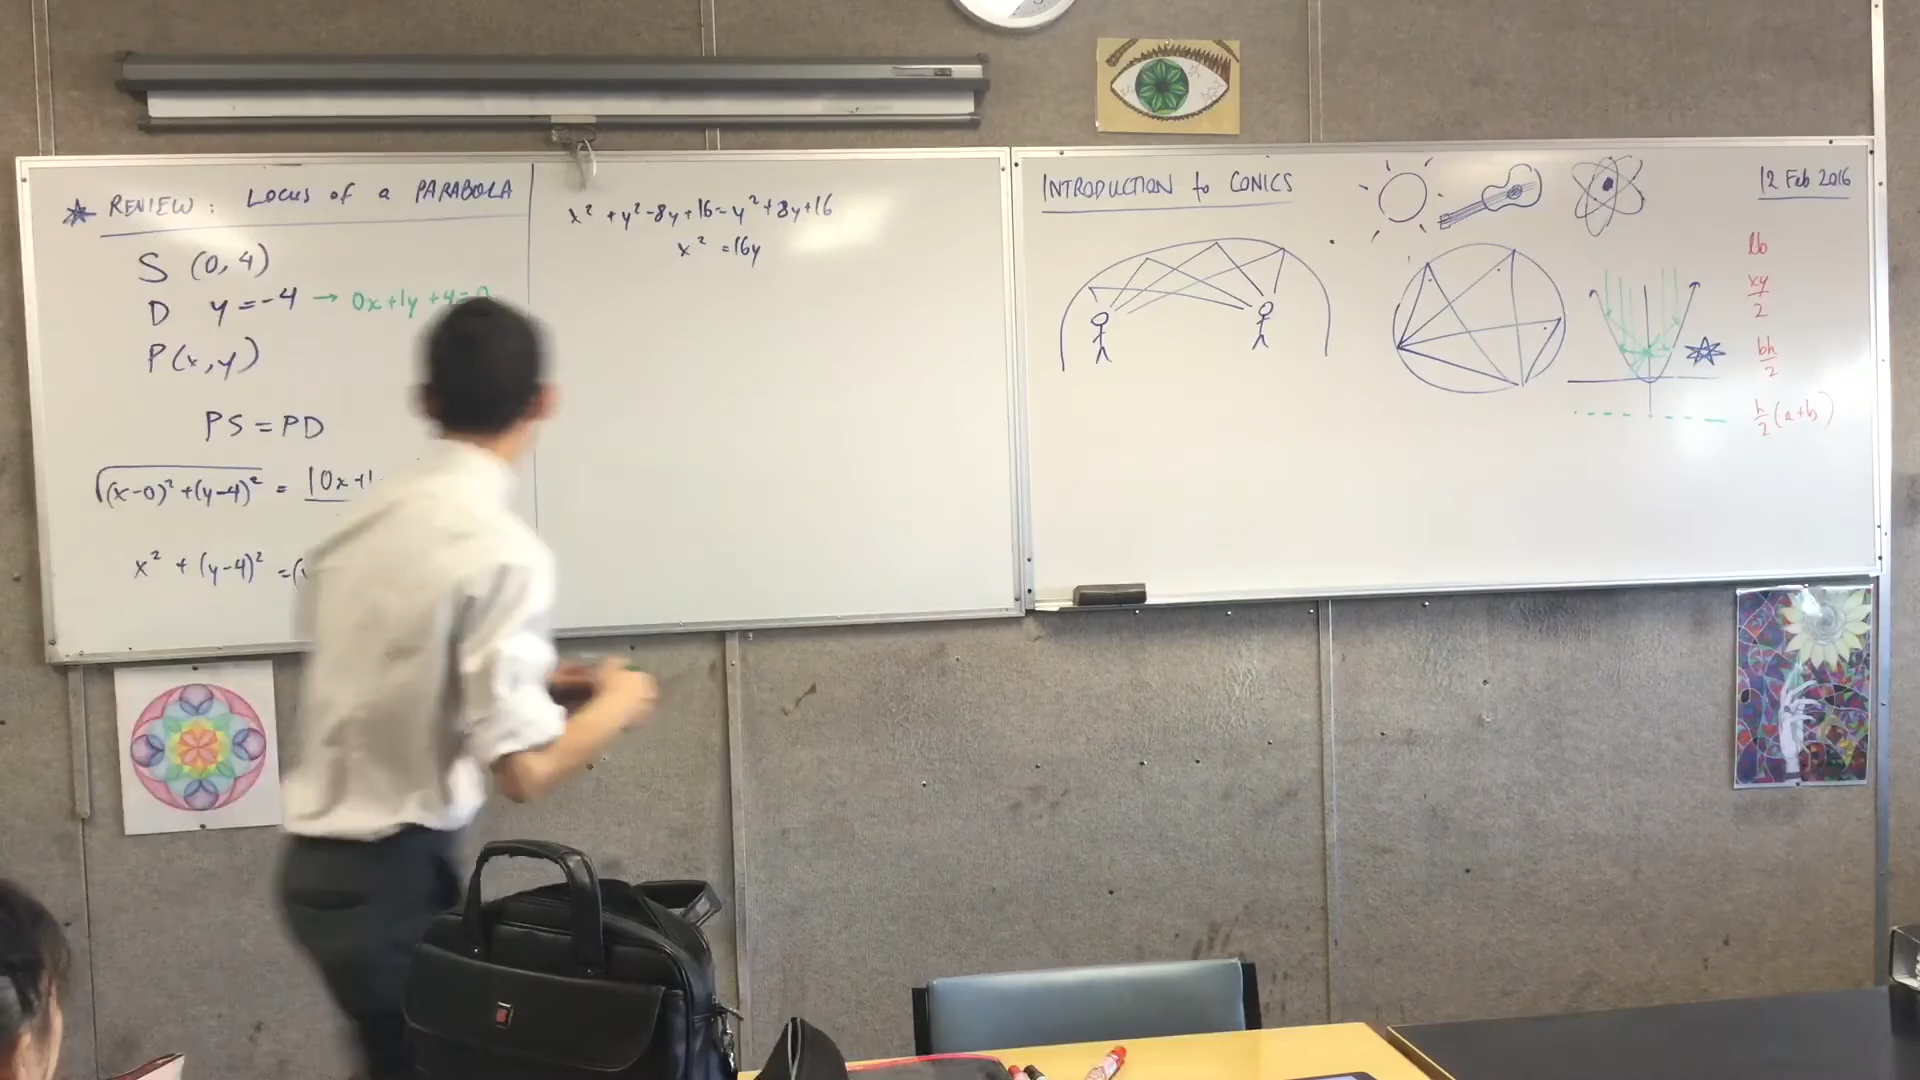 REVIEW: LOCUS of a PARABOLA
S (0,4)
D y=-4 → 0x+1y+4=0
P(x,y)
PS = PD
√(x-0)²+(y-4)² = |0x+1
x² + (y-4)² = (
x² + y²-8y+16=y²+8y+16
x² = 16y
INTRODUCTION to CONICS
12 Feb 2016
lb
xy/2
bh/2
h/2 (a+b)